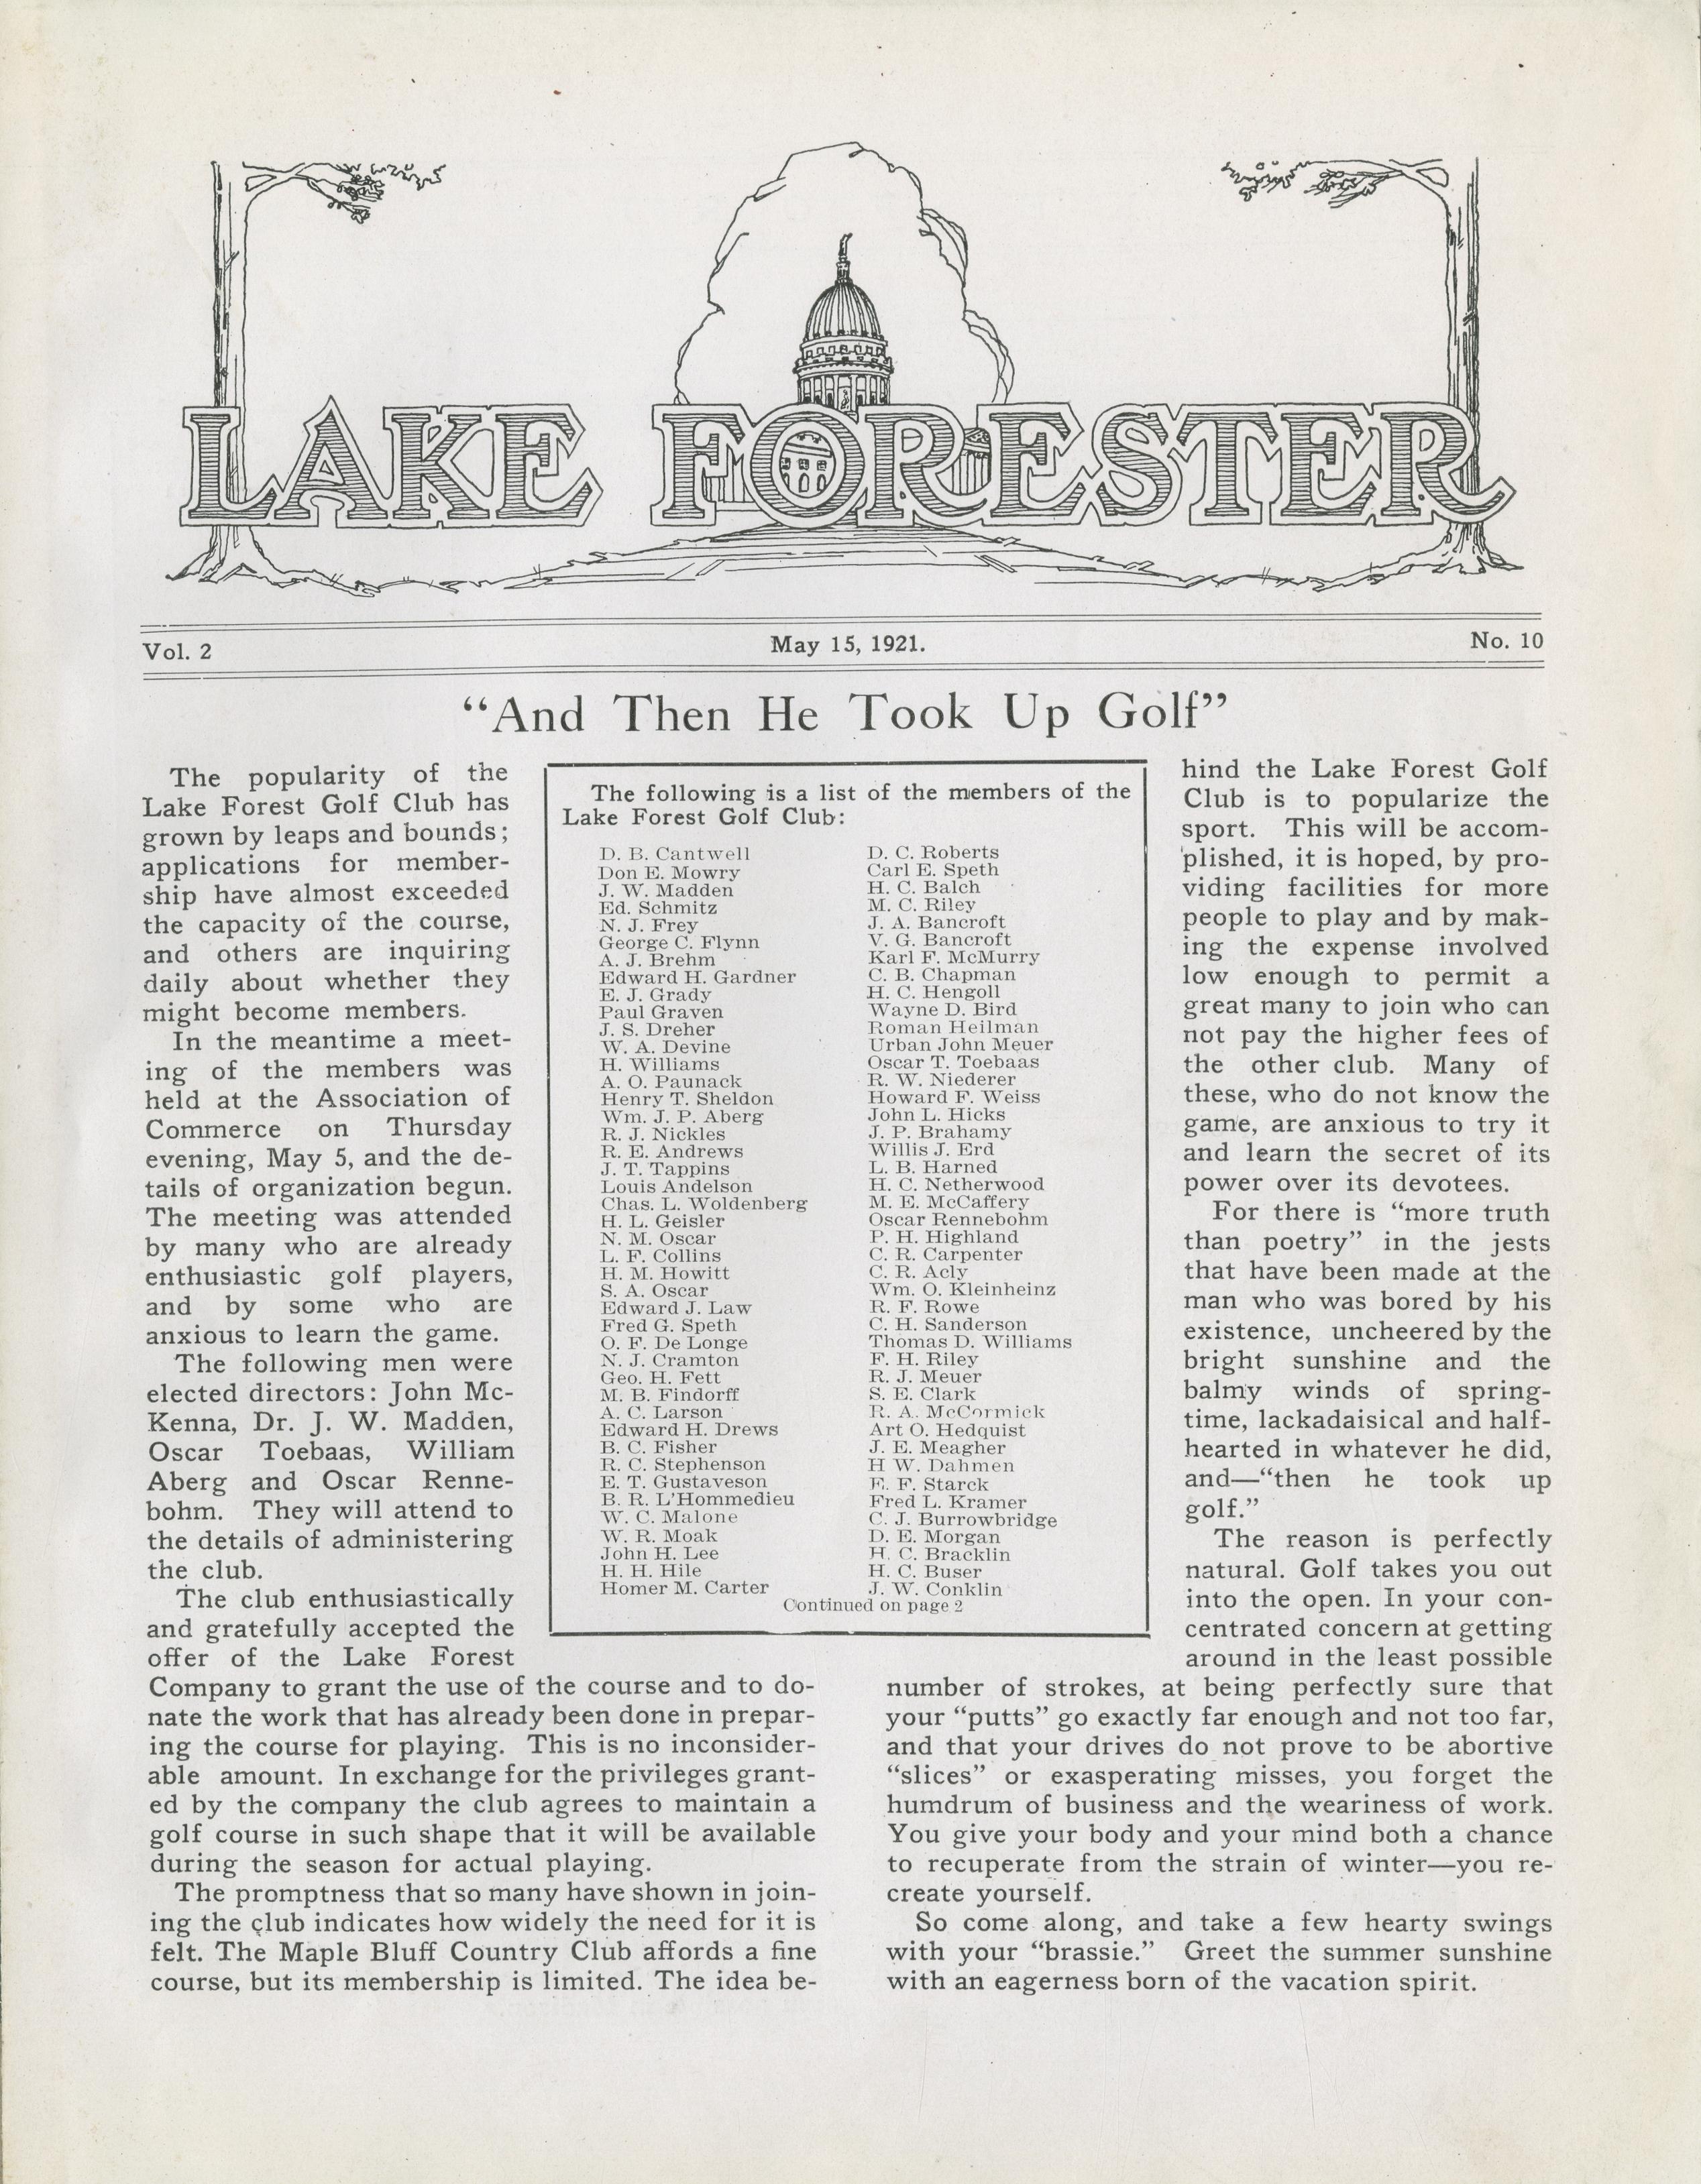 LAKE FORESTER
Vol. 2
May 15, 1921.
No. 10
"And Then He Took Up Golf"
The popularity of the
Lake Forest Golf Club has
grown by leaps and bounds;
applications for member-
ship have almost exceeded
the capacity of the course,
and others are inquiring
daily about whether they
might become members.
In the meantime a meet-
ing of the members was
held at the Association of
Commerce on Thursday
evening, May 5, and the de-
tails of organization begun.
The meeting was attended
by many who are already
enthusiastic golf players,
and by some who are
anxious to learn the game.
The following men were
elected directors: John Mc-
Kenna, Dr. J. W. Madden,
Oscar Toebaas, William
Aberg and Oscar Renne-
bohm. They will attend to
the details of administering
the club.
The club enthusiastically
and gratefully accepted the
offer of the Lake Forest
Company to grant the use of the course and to do-
nate the work that has already been done in prepar-
ing the course for playing. This is no inconsider-
able amount. In exchange for the privileges grant-
ed by the company the club agrees to maintain a
golf course in such shape that it will be available
during the season for actual playing.
The promptness that so many have shown in join-
ing the club indicates how widely the need for it is
felt. The Maple Bluff Country Club affords a fine
course, but its membership is limited. The idea be-
The following is a list of the members of the
Lake Forest Golf Club:
D. B. Cantwell
Don E. Mowry
J. W. Madden
Ed. Schmitz
N. J. Frey
George C. Flynn
A. J. Brehm
Edward H. Gardner
E. J. Grady
Paul Graven
J. S. Dreher
W. A. Devine
H. Williams
A. O. Paunack
Henry T. Sheldon
Wm. J. P. Aberg
R. J. Nickles
R. E. Andrews
J. T. Tappins
Louis Andelson
Chas. L. Woldenberg
H. L. Geisler
N. M. Oscar
L. F. Collins
H. M. Howitt
S. A. Oscar
Edward J. Law
Fred G. Speth
O. F. De Longe
N. J. Cramton
Geo. H. Fett
M. B. Findorff
A. C. Larson
Edward H. Drews
B. C. Fisher
R. C. Stephenson
E. T. Gustaveson
B. R. L'Hommedieu
W. C. Malone
W. R. Moak
John H. Lee
H. H. Hile
Homer M. Carter
D. C. Roberts
Carl E. Speth
H. C. Balch
M. C. Riley
J. A. Bancroft
V. G. Bancroft
Karl F. McMurry
C. B. Chapman
H. C. Hengoll
Wayne D. Bird
Roman Heilman
Urban John Meuer
Oscar T. Toebaas
R. W. Niederer
Howard F. Weiss
John L. Hicks
J. P. Brahamy
Willis J. Erd
L. B. Harned
H. C. Netherwood
M. E. McCaffery
Oscar Rennebohm
P. H. Highland
C. R. Carpenter
C. R. Acly
Wm. O. Kleinheinz
R. F. Rowe
C. H. Sanderson
Thomas D. Williams
F. H. Riley
R. J. Meuer
S. E. Clark
R. A. McCormick
Art O. Hedquist
J. E. Meagher
H W. Dahmen
E. F. Starck
Fred L. Kramer
C. J. Burrowbridge
D. E. Morgan
H. C. Bracklin
H. C. Buser
J. W. Conklin
Continued on page 2
hind the Lake Forest Golf
Club is to popularize the
sport. This will be accom-
plished, it is hoped, by pro-
viding facilities for more
people to play and by mak-
ing the expense involved
low enough to permit a
great many to join who can
not pay the higher fees of
the other club. Many of
these, who do not know the
game, are anxious to try it
and learn the secret of its
power over its devotees.
For there is "more truth
than poetry" in the jests
that have been made at the
man who was bored by his
existence, uncheered by the
bright sunshine and the
balmy winds of spring-
time, lackadaisical and half-
hearted in whatever he did,
and—"then he took up
golf."
The reason is perfectly
natural. Golf takes you out
into the open. In your con-
centrated concern at getting
around in the least possible
number of strokes, at being perfectly sure that
your "putts" go exactly far enough and not too far,
and that your drives do not prove to be abortive
"slices" or exasperating misses, you forget the
humdrum of business and the weariness of work.
You give your body and your mind both a chance
to recuperate from the strain of winter—you re-
create yourself.
So come along, and take a few hearty swings
with your "brassie." Greet the summer sunshine
with an eagerness born of the vacation spirit.